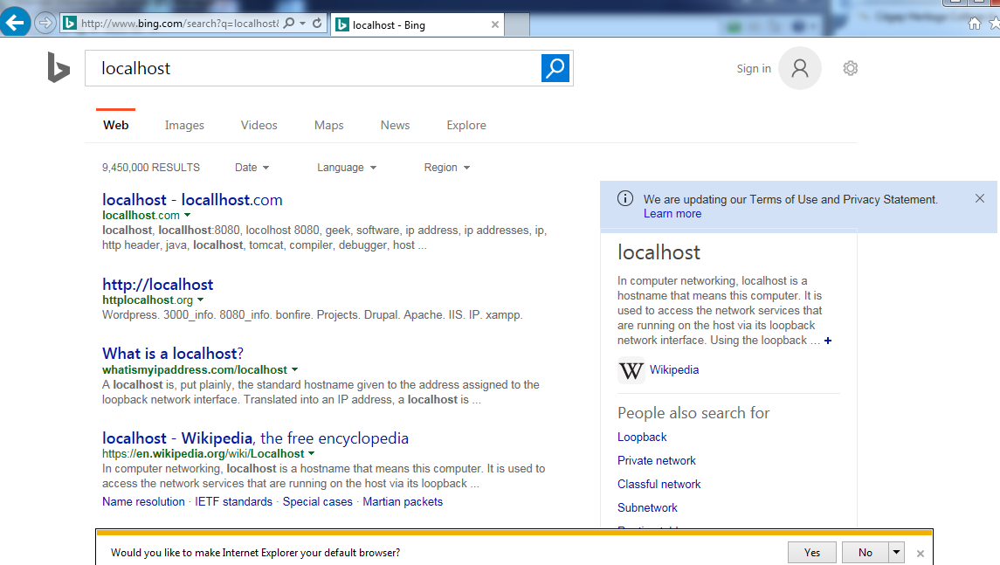 http://www.bing.com/search?q=localhost&
localhost - Bing
localhost
Sign in
Web Images Videos Maps News Explore
9,450,000 RESULTS Date Language Region
localhost - locallhost.com
locallhost.com
localhost, locallhost:8080, locolhost 8080, geek, software, ip address, ip addresses, ip,
http header, java, localhost, tomcat, compiler, debugger, host ...
http://localhost
httplocalhost.org
Wordpress. 3000_info. 8080_info. bonfire. Projects. Drupal. Apache. IIS. IP. xampp.
What is a localhost?
whatismyipaddress.com/localhost
A localhost is, put plainly, the standard hostname given to the address assigned to the
loopback network interface. Translated into an IP address, a localhost is ...
localhost - Wikipedia, the free encyclopedia
https://en.wikipedia.org/wiki/Localhost
In computer networking, localhost is a hostname that means this computer. It is used to
access the network services that are running on the host via its loopback ...
Name resolution · IETF standards · Special cases · Martian packets
We are updating our Terms of Use and Privacy Statement.
Learn more
localhost
In computer networking, localhost is a
hostname that means this computer. It is
used to access the network services that
are running on the host via its loopback
network interface. Using the loopback ... +
W Wikipedia
People also search for
Loopback
Private network
Classful network
Subnetwork
Would you like to make Internet Explorer your default browser?
Yes No